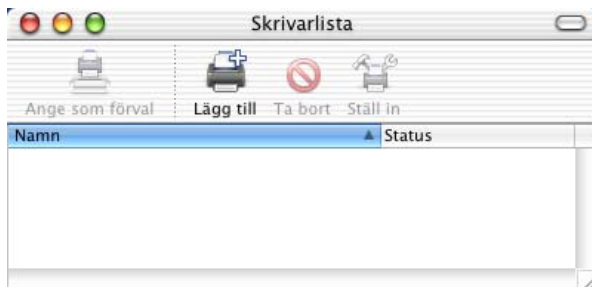 Skrivarlista
Ange som förval Lägg till Ta bort Ställ in
Namn Status